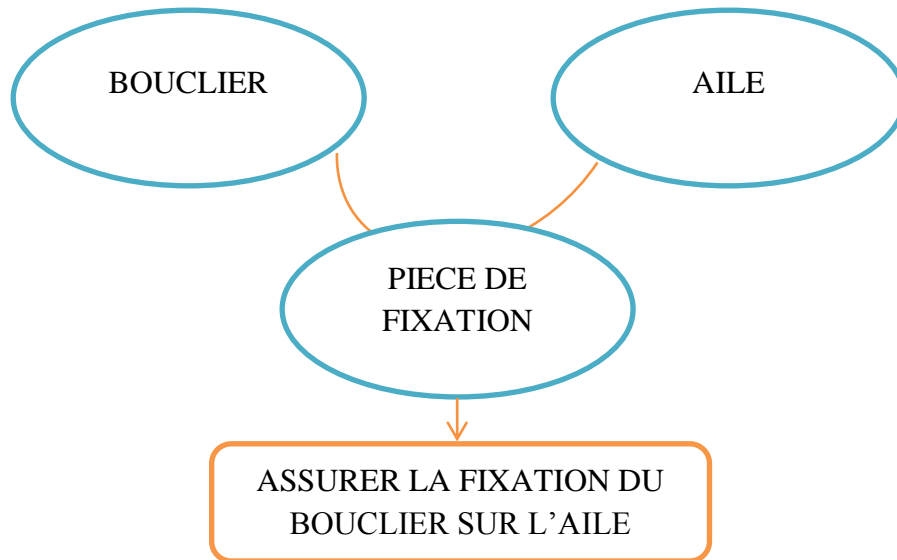 BOUCLIER
AILE
PIECE DE
FIXATION
ASSURER LA FIXATION DU
BOUCLIER SUR L’AILE